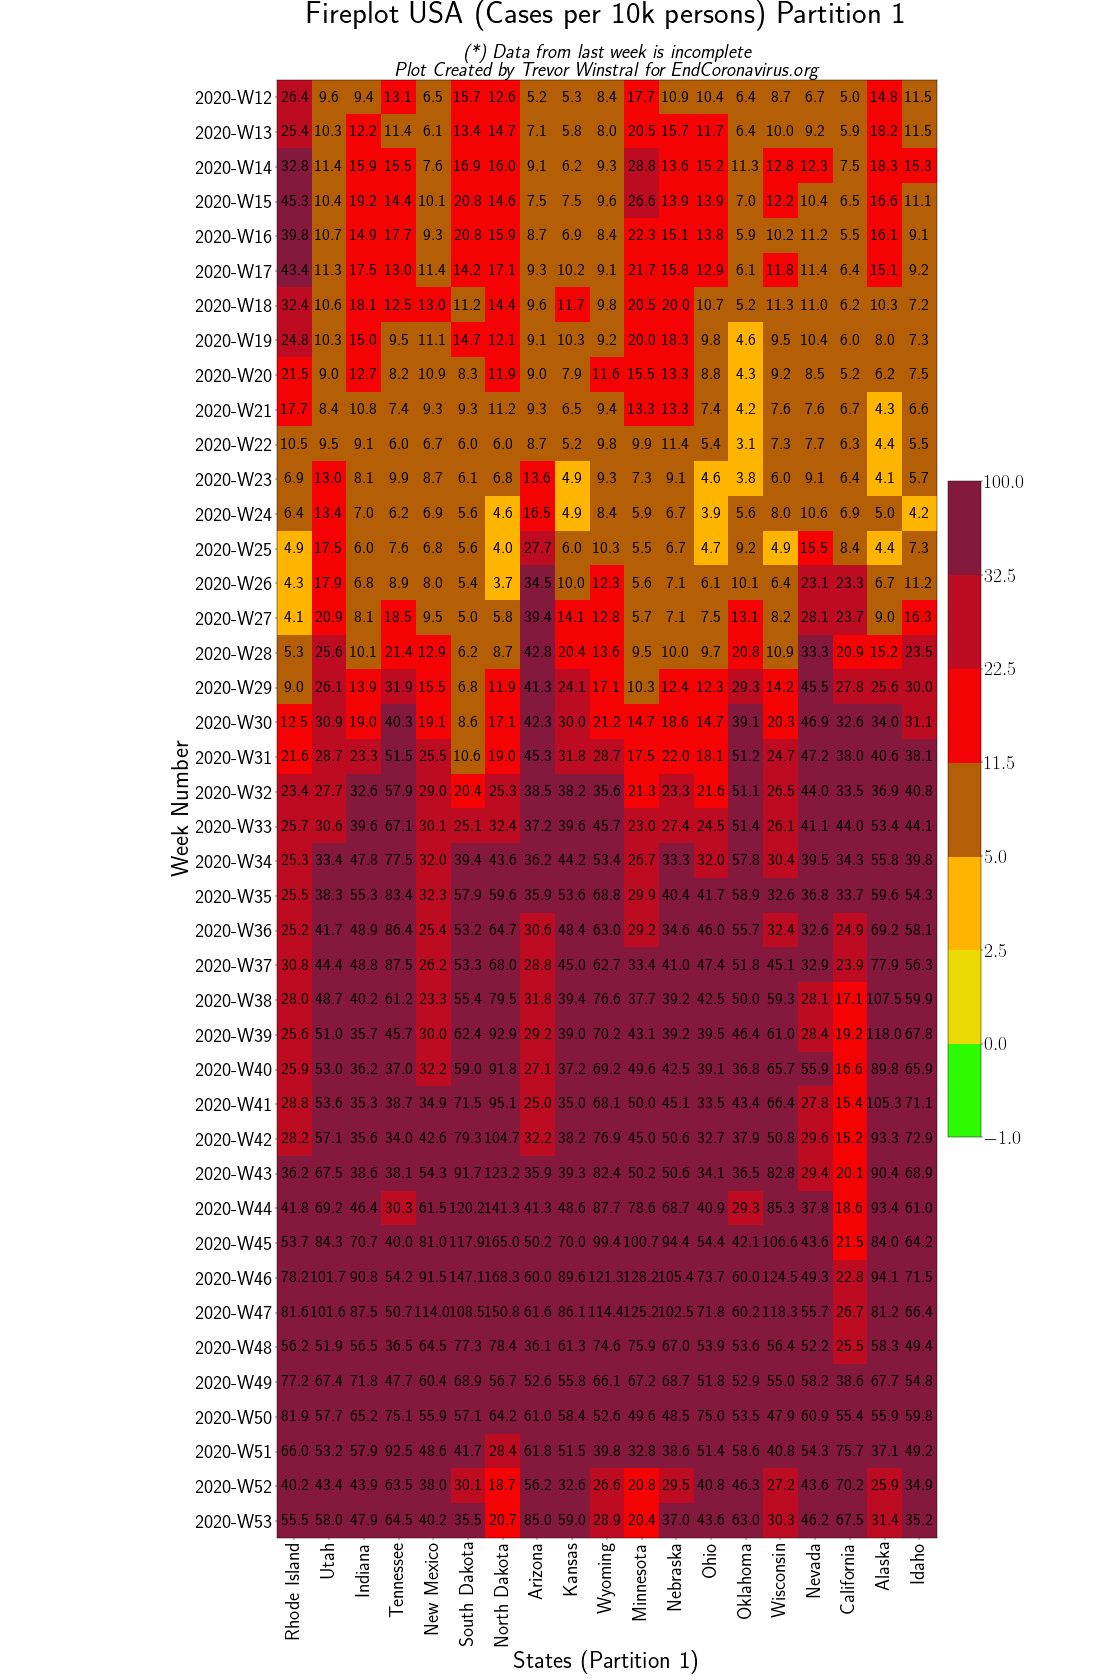 Fireplot USA (Cases per 10k persons) Partition 1
(*) Data from last week is incomplete
Plot Created by Trevor Winstral for EndCoronavirus.org
2020-W12 26.4 9.6 9.4 13.1 6.5 15.7 12.6 5.2 5.3 8.4 17.7 10.9 10.4 6.4 8.7 6.7 5.0 14.8 11.5
2020-W13 25.4 10.3 12.2 11.4 6.1 13.4 14.7 7.1 5.8 8.0 20.5 15.7 11.7 6.4 10.0 9.2 5.9 18.2 11.5
2020-W14 32.8 11.4 15.9 15.5 7.6 16.9 16.0 9.1 6.2 9.3 28.8 13.6 15.2 11.3 12.8 12.3 7.5 18.3 15.3
2020-W15 45.3 10.4 19.2 14.4 10.1 20.8 14.6 7.5 7.5 9.6 26.6 13.9 13.9 7.0 12.2 10.4 6.5 16.6 11.1
2020-W16 39.8 10.7 14.9 17.7 9.3 20.8 15.9 8.7 6.9 8.4 22.3 15.1 13.8 5.9 10.2 11.2 5.5 16.1 9.1
2020-W17 43.4 11.3 17.5 13.0 11.4 14.2 17.1 9.3 10.2 9.1 21.7 15.8 12.9 6.1 11.8 11.4 6.4 15.1 9.2
2020-W18 32.4 10.6 18.1 12.5 13.0 11.2 14.4 9.6 11.7 9.8 20.5 20.0 10.7 5.2 11.3 11.0 6.2 10.3 7.2
2020-W19 24.8 10.3 15.0 9.5 11.1 14.7 12.1 9.1 10.3 9.2 20.0 18.3 9.8 4.6 9.5 10.4 6.0 8.0 7.3
2020-W20 21.5 9.0 12.7 8.2 10.9 8.3 11.9 9.0 7.9 11.6 15.5 13.3 8.8 4.3 9.2 8.5 5.2 6.2 7.5
2020-W21 17.7 8.4 10.8 7.4 9.3 9.3 11.2 9.3 6.5 9.4 13.3 13.3 7.4 4.2 7.6 7.6 6.7 4.3 6.6
2020-W22 10.5 9.5 9.1 6.0 6.7 6.0 6.0 8.7 5.2 9.8 9.9 11.4 5.4 3.1 7.3 7.7 6.3 4.4 5.5
2020-W23 6.9 13.0 8.1 9.9 8.7 6.1 6.8 13.6 4.9 9.3 7.3 9.1 4.6 3.8 6.0 9.1 6.4 4.1 5.7
2020-W24 6.4 13.4 7.0 6.2 6.9 5.6 4.6 16.5 4.9 8.4 5.9 6.7 3.9 5.6 8.0 10.6 6.9 5.0 4.2
2020-W25 4.9 17.5 6.0 7.6 6.8 5.6 4.0 27.7 6.0 10.3 5.5 6.7 4.7 9.2 4.9 15.5 8.4 4.4 7.3
2020-W26 4.3 17.9 6.8 8.9 8.0 5.4 3.7 34.5 10.0 12.3 5.6 7.1 6.1 10.1 6.4 23.1 23.3 6.7 11.2
2020-W27 4.1 20.9 8.1 18.5 9.5 5.0 5.8 39.4 14.1 12.8 5.7 7.1 7.5 13.1 8.2 28.1 23.7 9.0 16.3
2020-W28 5.3 25.6 10.1 21.4 12.9 6.2 8.7 42.8 20.4 13.6 9.5 10.0 9.7 20.8 10.9 33.3 20.9 15.2 23.5
2020-W29 9.0 26.1 13.9 31.9 15.5 6.8 11.9 41.3 24.1 17.1 10.3 12.4 12.3 29.3 14.2 45.5 27.8 25.6 30.0
2020-W30 12.5 30.9 19.0 40.3 19.1 8.6 17.1 42.3 30.0 21.2 14.7 18.6 14.7 39.1 20.3 46.9 32.6 34.0 31.1
2020-W31 21.6 28.7 23.3 51.5 25.5 10.6 19.0 45.3 31.8 28.7 17.5 22.0 18.1 51.2 24.7 47.2 38.0 40.6 38.1
2020-W32 23.4 27.7 32.6 57.9 29.0 20.4 25.3 38.5 38.2 35.6 21.3 23.3 21.6 51.1 26.5 44.0 33.5 36.9 40.8
2020-W33 25.7 30.6 39.6 67.1 30.1 25.1 32.4 37.2 39.6 45.7 23.0 27.4 24.5 51.4 26.1 41.1 44.0 53.4 44.1
2020-W34 25.3 33.4 47.8 77.5 32.0 39.4 43.6 36.2 44.2 53.4 26.7 33.3 32.0 57.8 30.4 39.5 34.3 55.8 39.8
2020-W35 25.5 38.3 55.3 83.4 32.3 57.9 59.6 35.9 53.6 68.8 29.9 40.4 41.7 58.9 32.6 36.8 33.7 59.6 54.3
2020-W36 25.2 41.7 48.9 86.4 25.4 53.2 64.7 30.6 48.4 63.0 29.2 34.6 46.0 55.7 32.4 32.6 24.9 69.2 58.1
2020-W37 30.8 44.4 48.8 87.5 26.2 53.3 68.0 28.8 45.0 62.7 33.4 41.0 47.4 51.8 45.1 32.9 23.9 77.9 56.3
2020-W38 28.0 48.7 40.2 61.2 23.3 55.4 79.5 31.8 39.4 76.6 37.7 39.2 42.5 50.0 59.3 28.1 17.1 107.5 59.9
2020-W39 25.6 51.0 35.7 45.7 30.0 62.4 92.9 29.2 39.0 70.2 43.1 39.2 39.5 46.4 61.0 28.4 19.2 118.0 67.8
2020-W40 25.9 53.0 36.2 37.0 32.2 59.0 91.8 27.1 37.2 69.2 49.6 42.5 39.1 36.8 65.7 55.9 16.6 89.8 65.9
2020-W41 28.8 53.6 35.3 38.7 34.9 71.5 95.1 25.0 35.0 68.1 50.0 45.1 33.5 43.4 66.4 27.8 15.4 105.3 71.1
2020-W42 28.2 57.1 35.6 34.0 42.6 79.3 104.7 32.2 38.2 76.9 45.0 50.6 32.7 37.9 50.8 29.6 15.2 93.3 72.9
2020-W43 36.2 67.5 38.6 38.1 54.3 91.7 123.2 35.9 39.3 82.4 50.2 50.6 34.1 36.5 82.8 29.4 20.1 90.4 68.9
2020-W44 41.8 69.2 46.4 30.3 61.5 120.2 141.3 41.3 48.6 87.7 78.6 68.7 40.9 29.3 85.3 37.8 18.6 93.4 61.0
2020-W45 53.7 84.3 70.7 40.0 81.0 117.9 165.0 50.2 70.0 99.4 100.7 94.4 54.4 42.1 106.6 43.6 21.5 84.0 64.2
2020-W46 78.2 101.7 90.8 54.2 91.5 147.1 168.3 60.0 89.6 121.3 128.2 105.4 73.7 60.0 124.5 49.3 22.8 94.1 71.5
2020-W47 81.6 101.6 87.5 50.7 114.0 108.5 150.8 61.6 86.1 114.4 125.2 102.5 71.8 60.2 118.3 55.7 26.7 81.2 66.4
2020-W48 56.2 51.9 56.5 36.5 64.5 77.3 78.4 36.1 61.3 74.6 75.9 67.0 53.9 53.6 56.4 52.2 25.5 58.3 49.4
2020-W49 77.2 67.4 71.8 47.7 60.4 68.9 56.7 52.6 55.8 66.1 67.2 68.7 51.8 52.9 55.0 58.2 38.6 67.7 54.8
2020-W50 81.9 57.7 65.2 75.1 55.9 57.1 64.2 61.0 58.4 52.6 49.6 48.5 75.0 53.5 47.9 60.9 55.4 55.9 59.8
2020-W51 66.0 53.2 57.9 92.5 48.6 41.7 28.4 61.8 51.5 39.8 32.8 38.6 51.4 58.6 40.8 54.3 75.7 37.1 49.2
2020-W52 40.2 43.4 43.9 63.5 38.0 30.1 18.7 56.2 32.6 26.6 20.8 29.5 40.8 46.3 27.2 43.6 70.2 25.9 34.9
2020-W53 55.5 58.0 47.9 64.5 40.2 35.5 20.7 85.0 59.0 28.9 20.4 37.0 43.6 63.0 30.3 46.2 67.5 31.4 35.2
Week Number
Rhode Island
Utah
Indiana
Tennessee
New Mexico
South Dakota
North Dakota
Arizona
Kansas
Wyoming
Minnesota
Nebraska
Ohio
Oklahoma
Wisconsin
Nevada
California
Alaska
Idaho
States (Partition 1)
100.0
32.5
22.5
11.5
5.0
2.5
0.0
−1.0